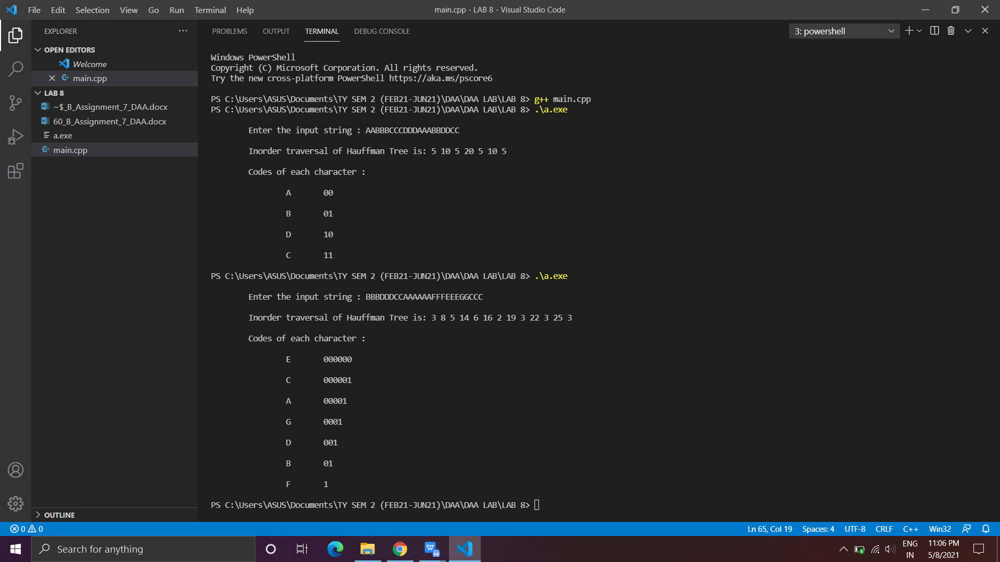 File Edit Selection View Go Run Terminal Help
main.cpp - LAB 8 - Visual Studio Code
EXPLORER
PROBLEMS OUTPUT TERMINAL DEBUG CONSOLE
3: powershell
OPEN EDITORS
Welcome
main.cpp
LAB 8
~$_B_Assignment_7_DAA.docx
60_B_Assignment_7_DAA.docx
a.exe
main.cpp
OUTLINE
Windows PowerShell
Copyright (C) Microsoft Corporation. All rights reserved.
Try the new cross-platform PowerShell https://aka.ms/pscore6
PS C:\Users\ASUS\Documents\TY SEM 2 (FEB21-JUN21)\DAA\DAA LAB\LAB 8> g++ main.cpp
PS C:\Users\ASUS\Documents\TY SEM 2 (FEB21-JUN21)\DAA\DAA LAB\LAB 8> .\a.exe
Enter the input string : AABBBCCCDDDAAABBDDCC
Inorder traversal of Hauffman Tree is: 5 10 5 20 5 10 5
Codes of each character :
A 00
B 01
D 10
C 11
PS C:\Users\ASUS\Documents\TY SEM 2 (FEB21-JUN21)\DAA\DAA LAB\LAB 8> .\a.exe
Enter the input string : BBBDDDCCAAAAAAFFFEEEGGCCC
Inorder traversal of Hauffman Tree is: 3 8 5 14 6 16 2 19 3 22 3 25 3
Codes of each character :
E 000000
C 000001
A 00001
G 0001
D 001
B 01
F 1
PS C:\Users\ASUS\Documents\TY SEM 2 (FEB21-JUN21)\DAA\DAA LAB\LAB 8>
0 0
Ln 65, Col 19 Spaces: 4 UTF-8 CRLF C++ Win32
Search for anything
ENG
IN
11:06 PM
5/8/2021